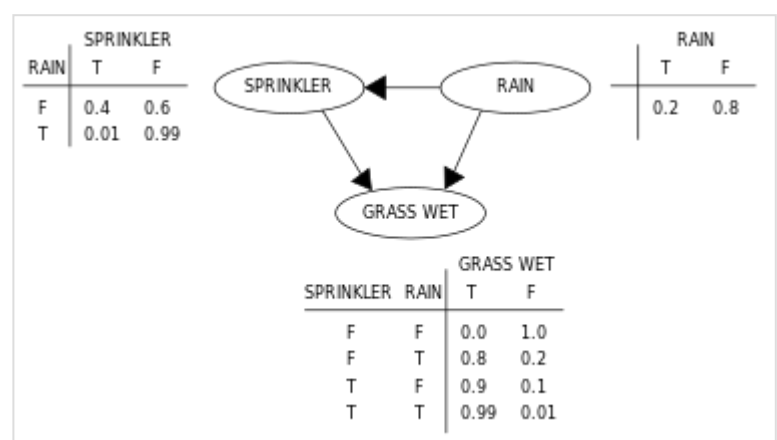 SPRINKLER
RAIN T F
F 0.4 0.6
T 0.01 0.99
SPRINKLER
RAIN
RAIN
T F
0.2 0.8
GRASS WET
GRASS WET
SPRINKLER RAIN T F
F F 0.0 1.0
F T 0.8 0.2
T F 0.9 0.1
T T 0.99 0.01